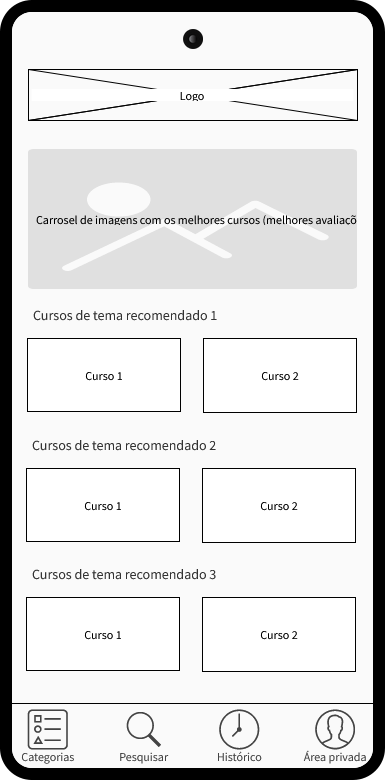 Logo
Carrosel de imagens com os melhores cursos (melhores avaliaçõ
Cursos de tema recomendado 1
Curso 1 Curso 2
Cursos de tema recomendado 2
Curso 1 Curso 2
Cursos de tema recomendado 3
Curso 1 Curso 2
Categorias Pesquisar Histórico Área privada